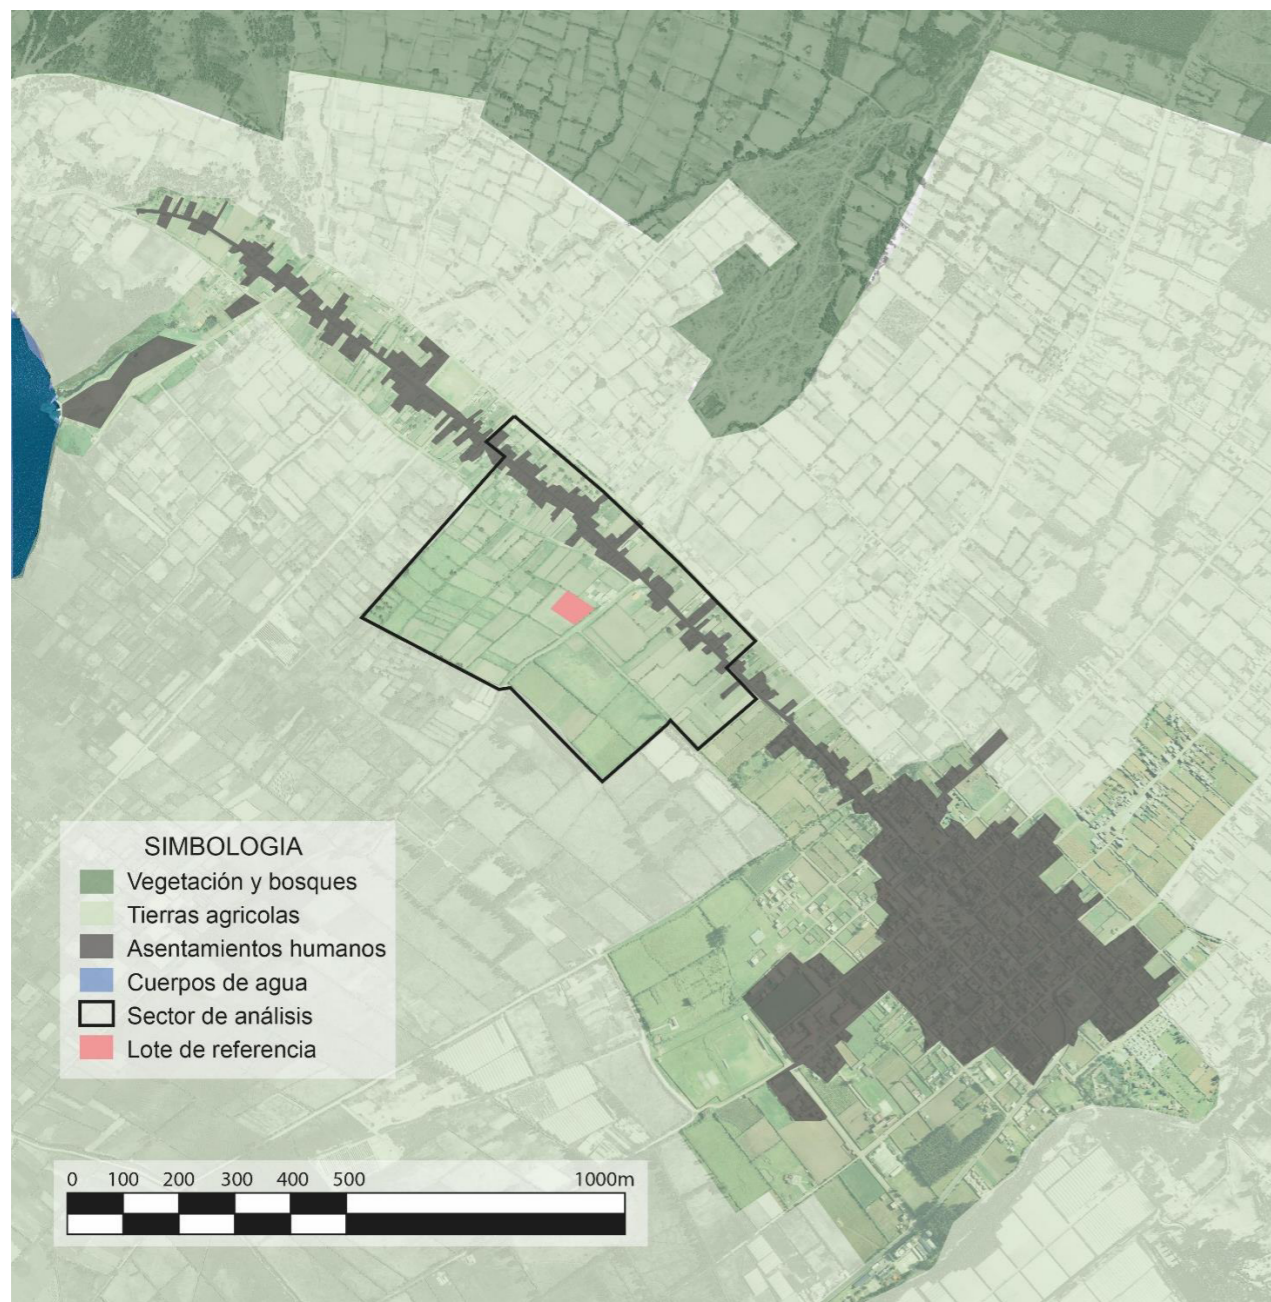 SIMBOLOGIA
Vegetación y bosques
Tierras agricolas
Asentamientos humanos
Cuerpos de agua
Sector de análisis
Lote de referencia
0 100 200 300 400 500 1000m